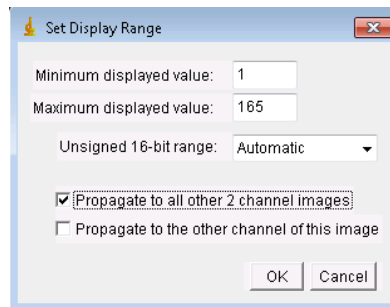 Set Display Range
Minimum displayed value: 1
Maximum displayed value: 165
Unsigned 16-bit range: Automatic
Propagate to all other 2 channel images
Propagate to the other channel of this image
OK Cancel